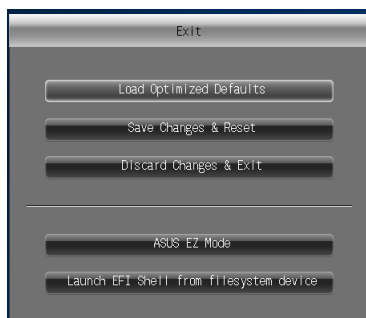 Exit
Load Optimized Defaults
Save Changes & Reset
Discard Changes & Exit
ASUS EZ Mode
Launch EFI Shell from filesystem device